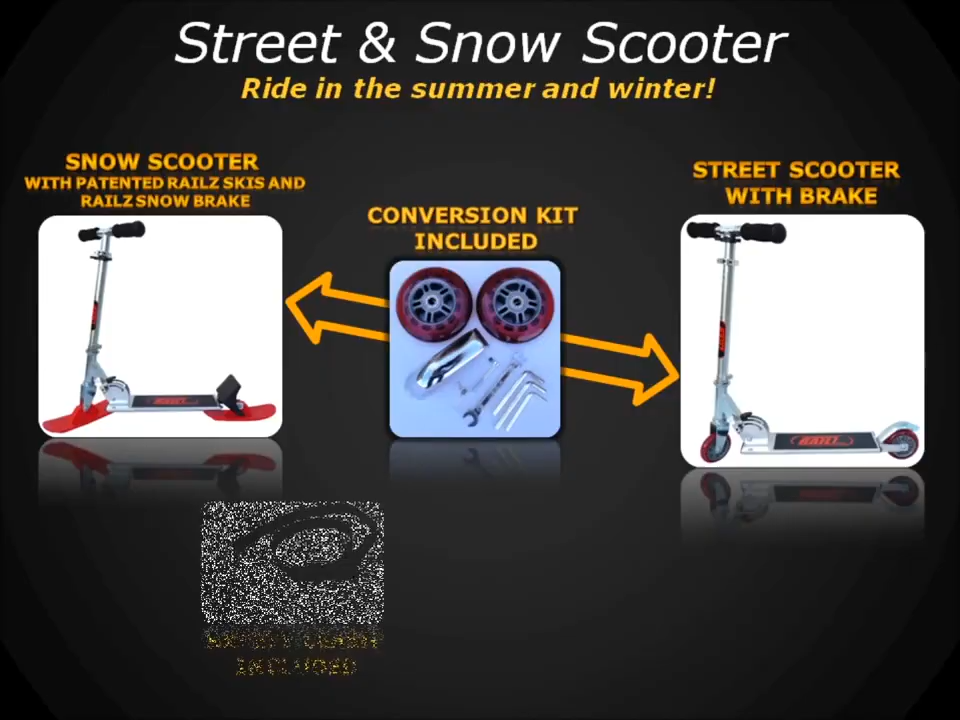 Street & Snow Scooter
Ride in the summer and winter!
SNOW SCOOTER
WITH PATENTED RAILZ SKIS AND
RAILZ SNOW BRAKE
CONVERSION KIT
INCLUDED
STREET SCOOTER
WITH BRAKE
INCLUDED